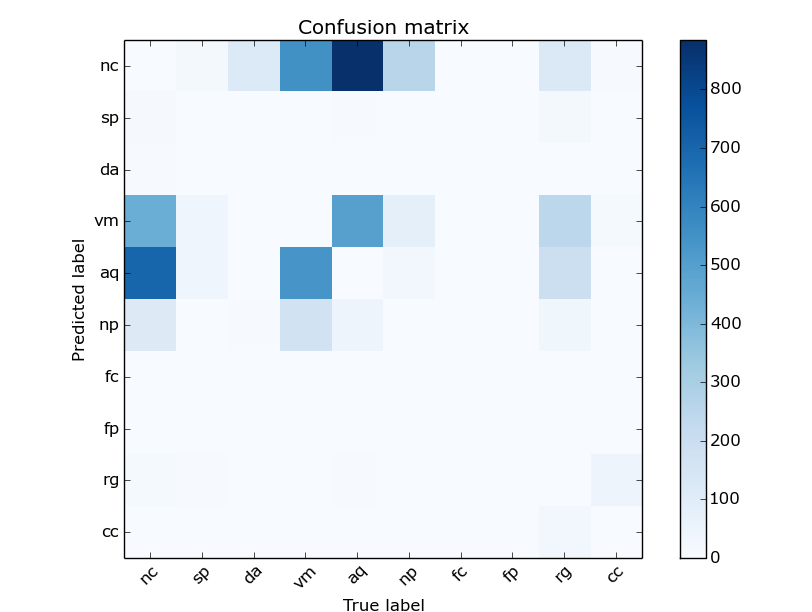 Confusion matrix
nc
sp
da
vm
aq
np
fc
fp
rg
cc
Predicted label
nc sp da vm aq np fc fp rg cc
True label
800
700
600
500
400
300
200
100
0